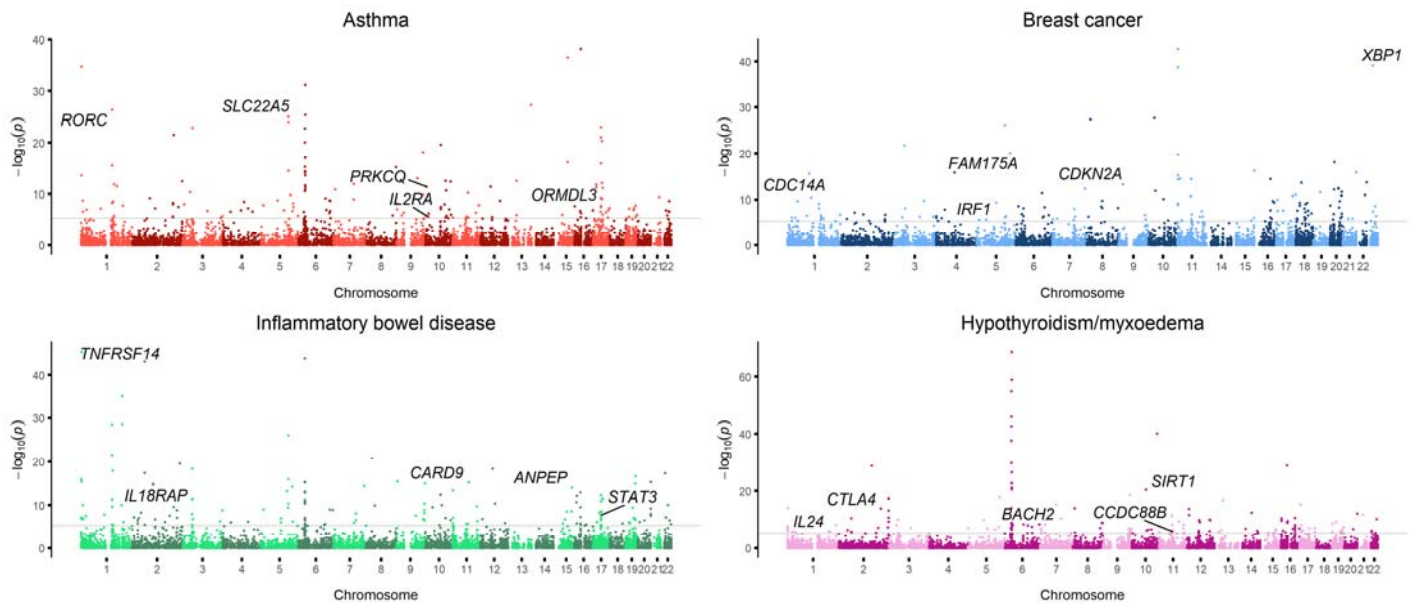 Asthma
40
30
20
10
0
−log10(p)
RORC
SLC22A5
PRKCQ
IL2RA
ORMDL3
1 2 3 4 5 6 7 8 9 10 11 12 13 14 15 16 17 18 19 20 21 22
Chromosome
Breast cancer
40
30
20
10
0
−log10(p)
XBP1
CDC14A
FAM175A
IRF1
CDKN2A
1 2 3 4 5 6 7 8 9 10 11 14 15 16 17 18 19 20 21 22
Chromosome
Inflammatory bowel disease
40
30
20
10
0
−log10(p)
TNFRSF14
IL18RAP
CARD9
ANPEP
STAT3
1 2 3 4 5 6 7 8 9 10 11 12 13 14 15 16 17 18 19 20 21 22
Chromosome
Hypothyroidism/myxoedema
60
40
20
0
−log10(p)
IL24
CTLA4
BACH2
SIRT1
CCDC88B
1 2 3 4 5 6 7 8 9 10 11 12 13 14 16 17 18 19 20 21 22
Chromosome